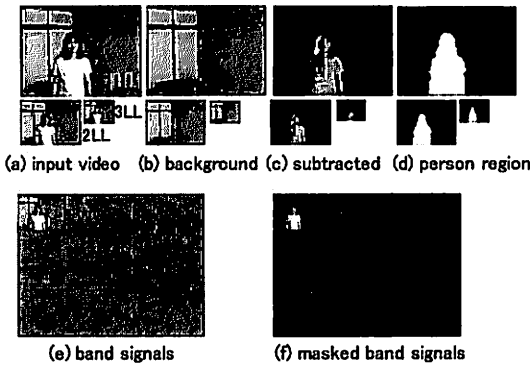 3LL
2LL
(a) input video (b) background (c) subtracted (d) person region
(e) band signals (f) masked band signals